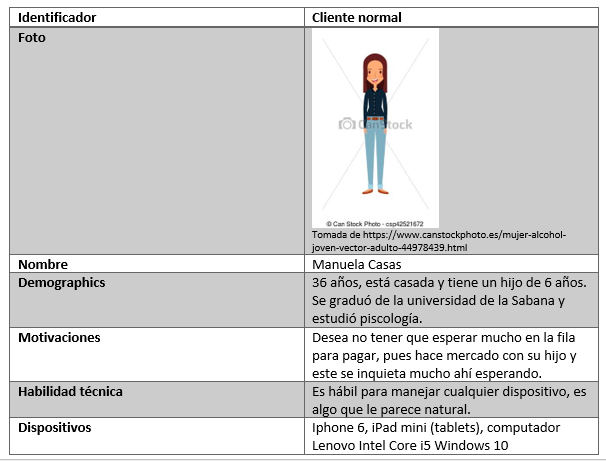 Identificador Cliente normal
Foto
CanStock
© Can Stock Photo - csp42521672
Tomada de https://www.canstockphoto.es/mujer-alcohol-
joven-vector-adulto-44978439.html
Nombre Manuela Casas
Demographics 36 años, está casada y tiene un hijo de 6 años.
Se graduó de la universidad de la Sabana y
estudió piscología.
Motivaciones Desea no tener que esperar mucho en la fila
para pagar, pues hace mercado con su hijo y
este se inquieta mucho ahí esperando.
Habilidad técnica Es hábil para manejar cualquier dispositivo, es
algo que le parece natural.
Dispositivos Iphone 6, iPad mini (tablets), computador
Lenovo Intel Core i5 Windows 10